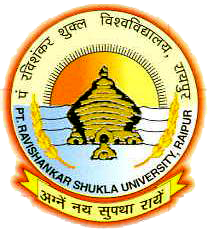 पं रविशंकर शुक्ल विश्वविद्यालय, रायपुर
PT. RAVISHANKAR SHUKLA UNIVERSITY, RAIPUR
अग्ने नय सुपथा राये